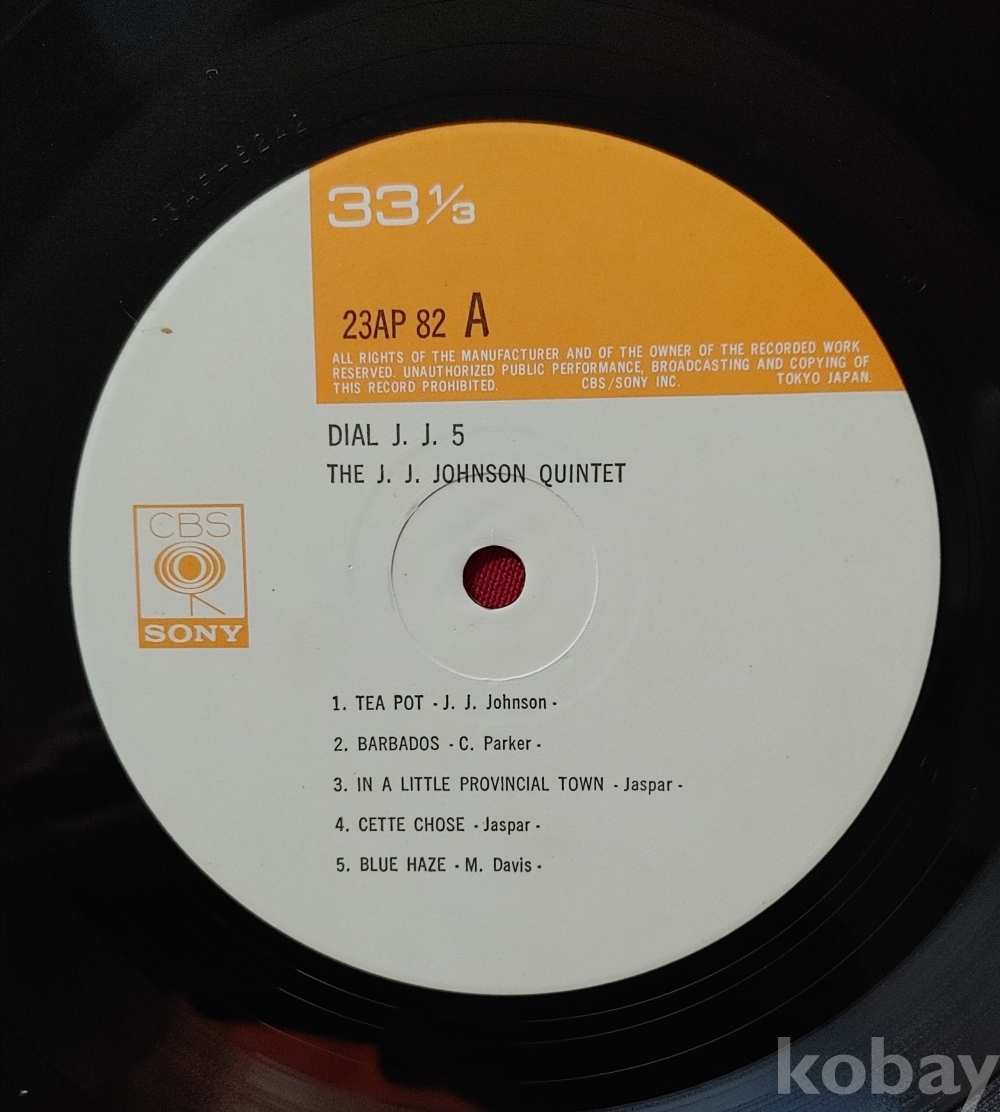 33 1/3
23AP 82 A
ALL RIGHTS OF THE MANUFACTURER AND OF THE OWNER OF THE RECORDED WORK
RESERVED. UNAUTHORIZED PUBLIC PERFORMANCE, BROADCASTING AND COPYING OF
THIS RECORD PROHIBITED. CBS/SONY INC. TOKYO JAPAN.
DIAL J. J. 5
THE J. J. JOHNSON QUINTET
CBS
SONY
1. TEA POT - J. J. Johnson -
2. BARBADOS - C. Parker -
3. IN A LITTLE PROVINCIAL TOWN - Jaspar -
4. CETTE CHOSE - Jaspar -
5. BLUE HAZE - M. Davis -
kobay